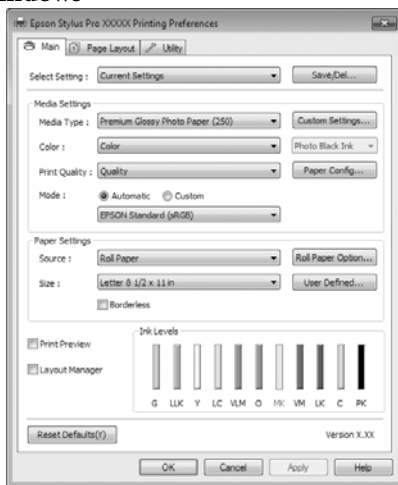 Epson Stylus Pro XXXXX Printing Preferences
Main Page Layout Utility
Select Setting : Current Settings Save/Del...
Media Settings
Media Type : Premium Glossy Photo Paper (250) Custom Settings...
Color : Color Photo Black Ink
Print Quality : Quality Paper Config...
Mode : Automatic Custom
EPSON Standard (sRGB)
Paper Settings
Source : Roll Paper Roll Paper Option...
Size : Letter 8 1/2 x 11 in User Defined...
Borderless
Ink Levels
Print Preview
Layout Manager
G LLK Y LC VLM O MK VM LK C PK
Reset Defaults(Y) Version X.XX
OK Cancel Apply Help